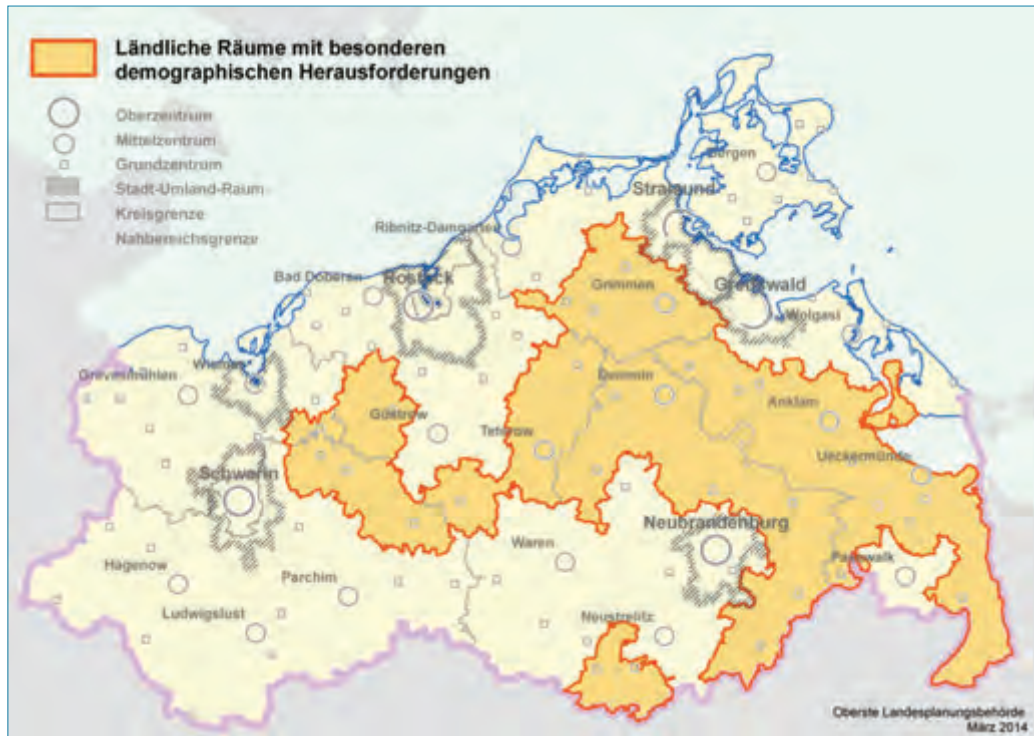 Ländliche Räume mit besonderen
demographischen Herausforderungen
Oberzentrum
Mittelzentrum
Grundzentrum
Stadt-Umland-Raum
Kreisgrenze
Nahbereichsgrenze
Bergen
Stralsund
Ribnitz-Damgarten
Bad Doberan
Rostock
Grimmen
Greifswald
Wolgast
Wismar
Grevesmühlen
Demmin
Anklam
Güstrow
Teterow
Ueckermünde
Schwerin
Neubrandenburg
Waren
Pasewalk
Hagenow
Parchim
Ludwigslust
Neustrelitz
Oberste Landesplanungsbehörde
März 2014